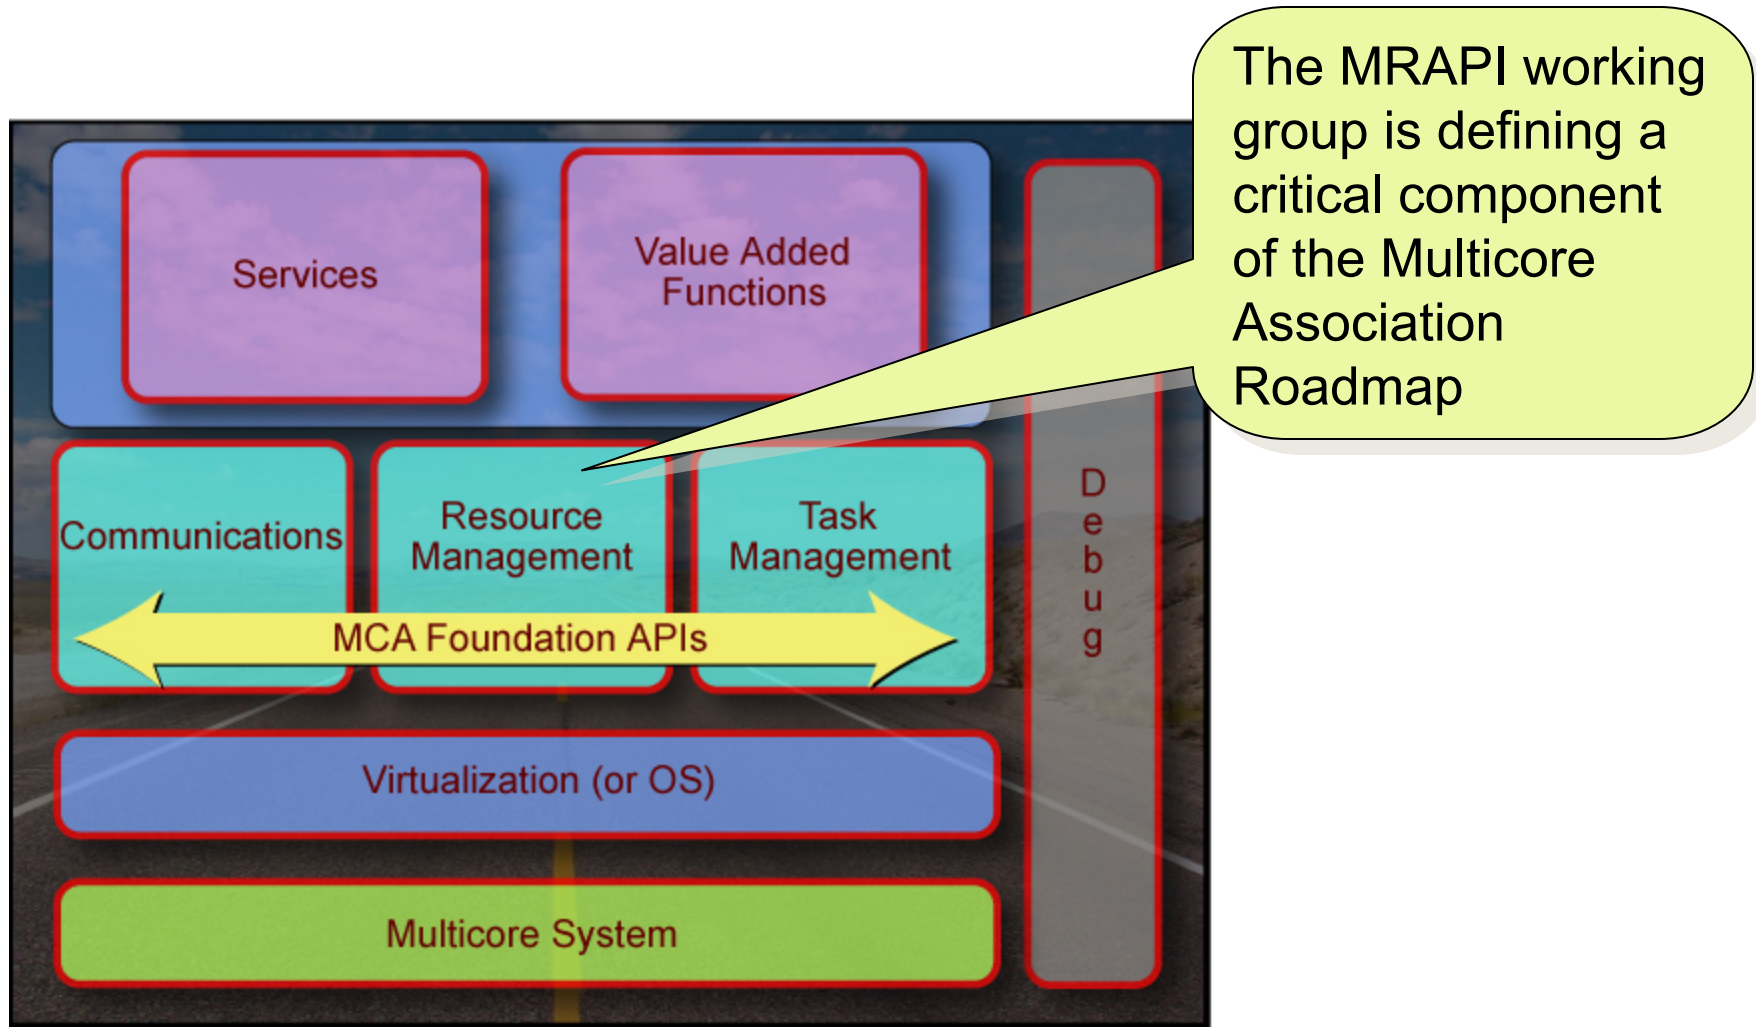 The MRAPI working
group is defining a
critical component
of the Multicore
Association
Roadmap
Services
Value Added
Functions
Communications
Resource
Management
Task
Management
MCA Foundation APIs
Virtualization (or OS)
Multicore System
D
e
b
u
g